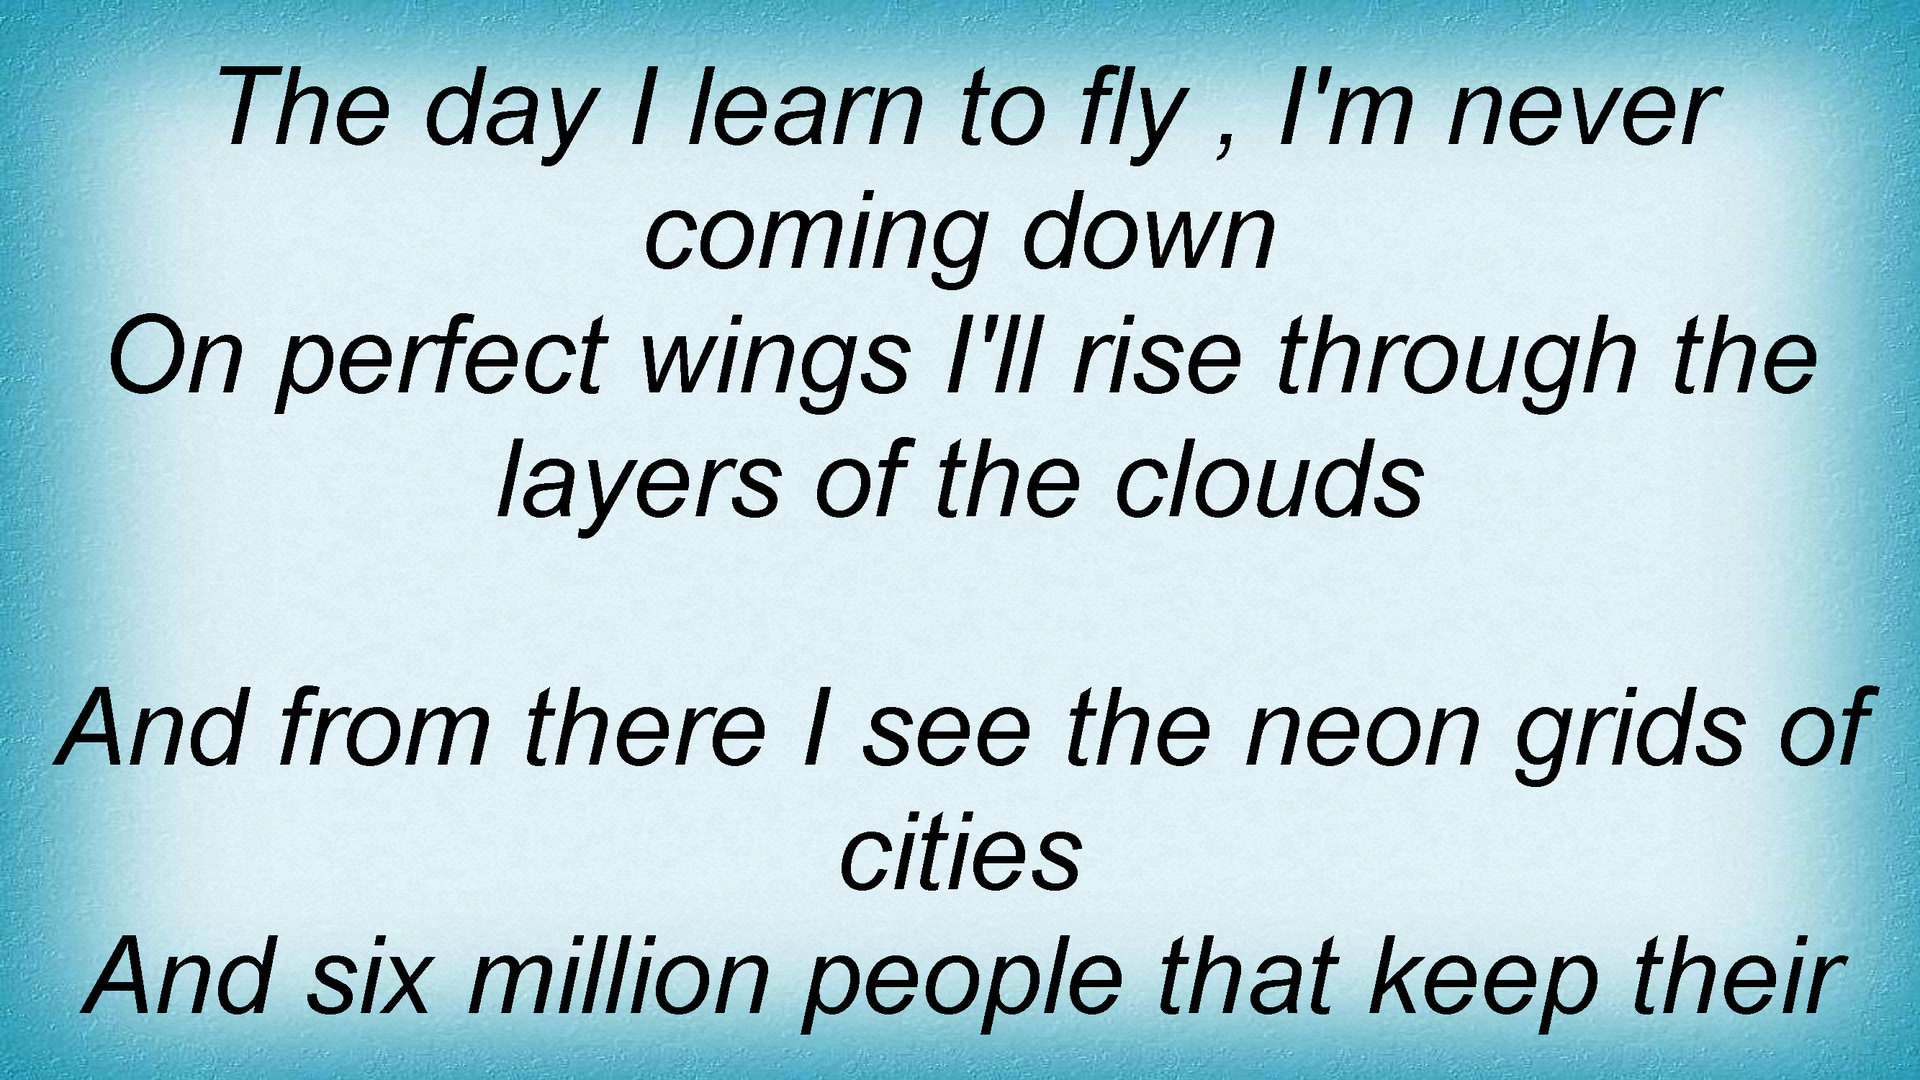 The day I learn to fly , I'm never
coming down
On perfect wings I'll rise through the
layers of the clouds
And from there I see the neon grids of
cities
And six million people that keep their